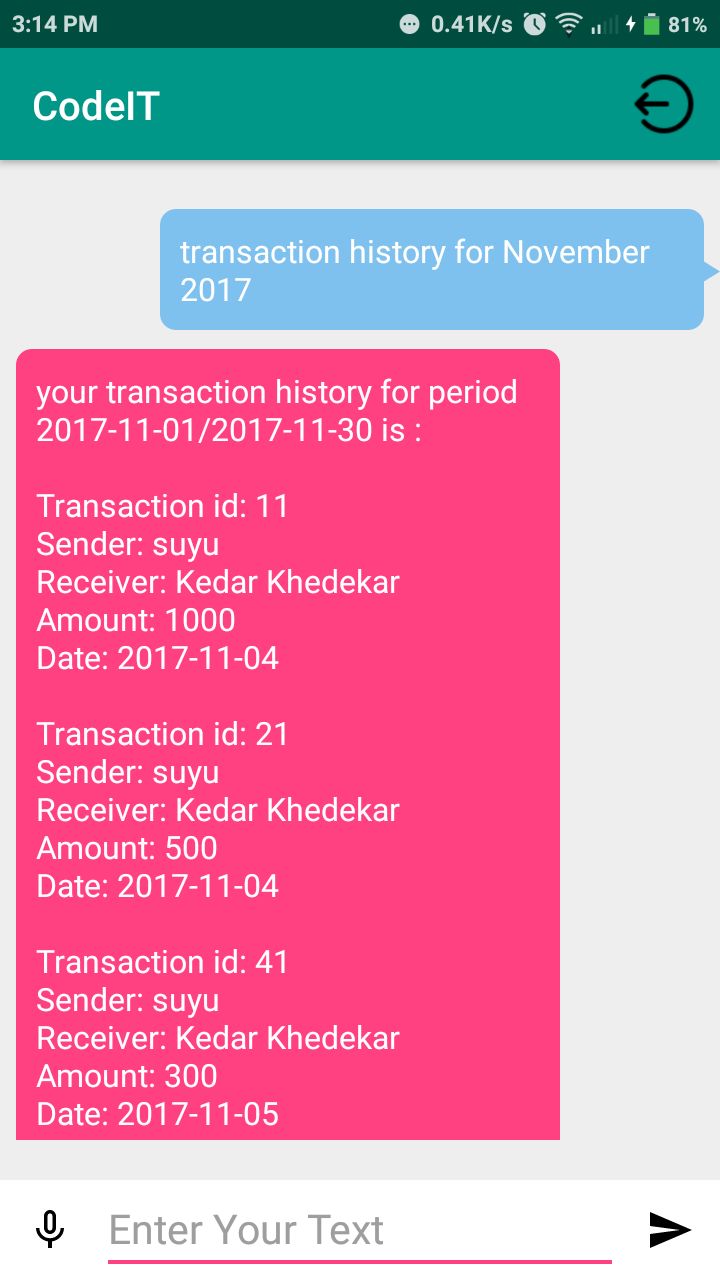 3:14 PM
0.41K/s
81%
CodeIT
transaction history for November
2017
your transaction history for period
2017-11-01/2017-11-30 is :
Transaction id: 11
Sender: suyu
Receiver: Kedar Khedekar
Amount: 1000
Date: 2017-11-04
Transaction id: 21
Sender: suyu
Receiver: Kedar Khedekar
Amount: 500
Date: 2017-11-04
Transaction id: 41
Sender: suyu
Receiver: Kedar Khedekar
Amount: 300
Date: 2017-11-05
Enter Your Text